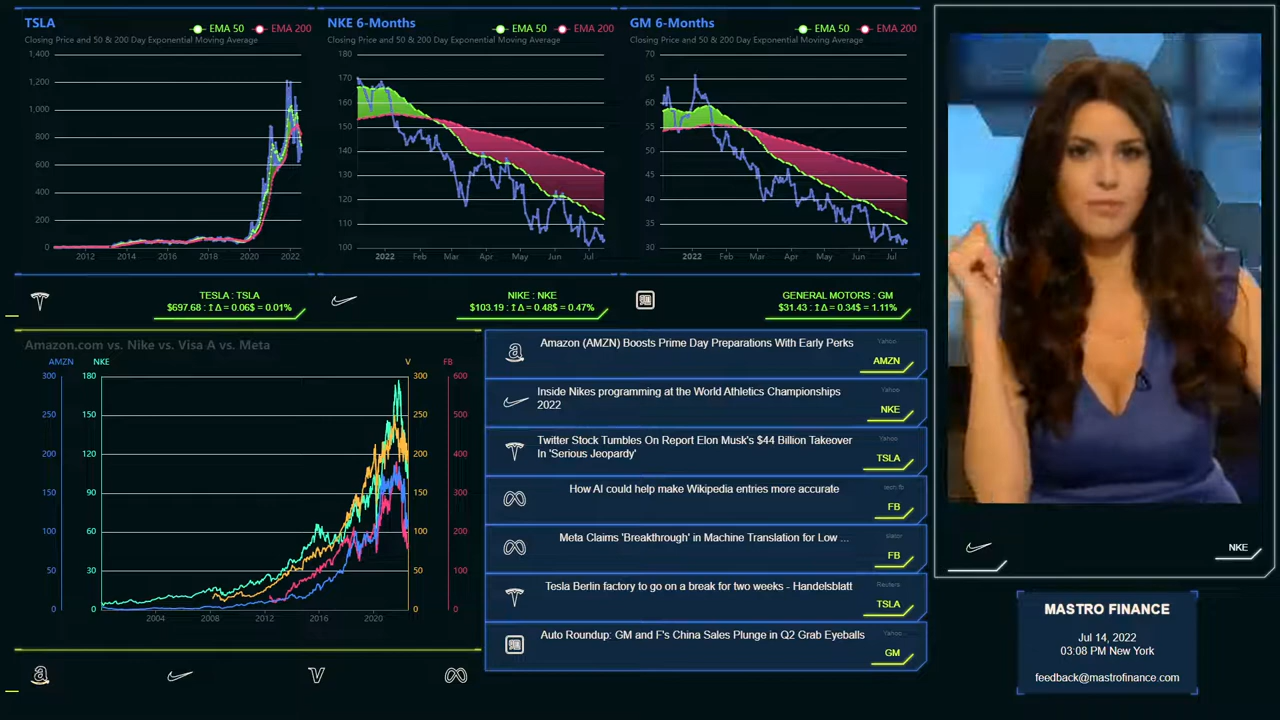 TSLA
EMA 50 EMA 200
Closing Price and 50 & 200 Day Exponential Moving Average
1,400
1,200
1,000
800
600
400
200
0
2012 2014 2016 2018 2020 2022
NKE 6-Months
EMA 50 EMA 200
Closing Price and 50 & 200 Day Exponential Moving Average
180
170
160
150
140
130
120
110
100
2022 Feb Mar Apr May Jun Jul
GM 6-Months
EMA 50 EMA 200
Closing Price and 50 & 200 Day Exponential Moving Average
70
65
60
55
50
45
40
35
30
2022 Feb Mar Apr May Jun Jul
TESLA : TSLA
$697.68 : ↥ Δ = 0.06$ = 0.01%
NIKE : NKE
$103.19 : ↥ Δ = 0.48$ = 0.47%
GENERAL MOTORS : GM
$31.43 : ↥ Δ = 0.34$ = 1.11%
Amazon.com vs. Nike vs. Visa A vs. Meta
AMZN NKE V FB
300 180 300 600
250 150 250 500
200 120 200 400
150 90 150 300
100 60 100 200
50 30 50 100
0 0 0 0
2004 2008 2012 2016 2020
Amazon (AMZN) Boosts Prime Day Preparations With Early Perks
Yahoo
AMZN
Inside Nikes programming at the World Athletics Championships
2022
Yahoo
NKE
Twitter Stock Tumbles On Report Elon Musk's $44 Billion Takeover
In 'Serious Jeopardy'
Yahoo
TSLA
How AI could help make Wikipedia entries more accurate
tech.fb
FB
Meta Claims 'Breakthrough' in Machine Translation for Low ...
FB
Tesla Berlin factory to go on a break for two weeks - Handelsblatt
Reuters
TSLA
Auto Roundup: GM and F's China Sales Plunge in Q2 Grab Eyeballs
Yahoo
GM
NKE
MASTRO FINANCE
Jul 14, 2022
03:08 PM New York
feedback@mastrofinance.com